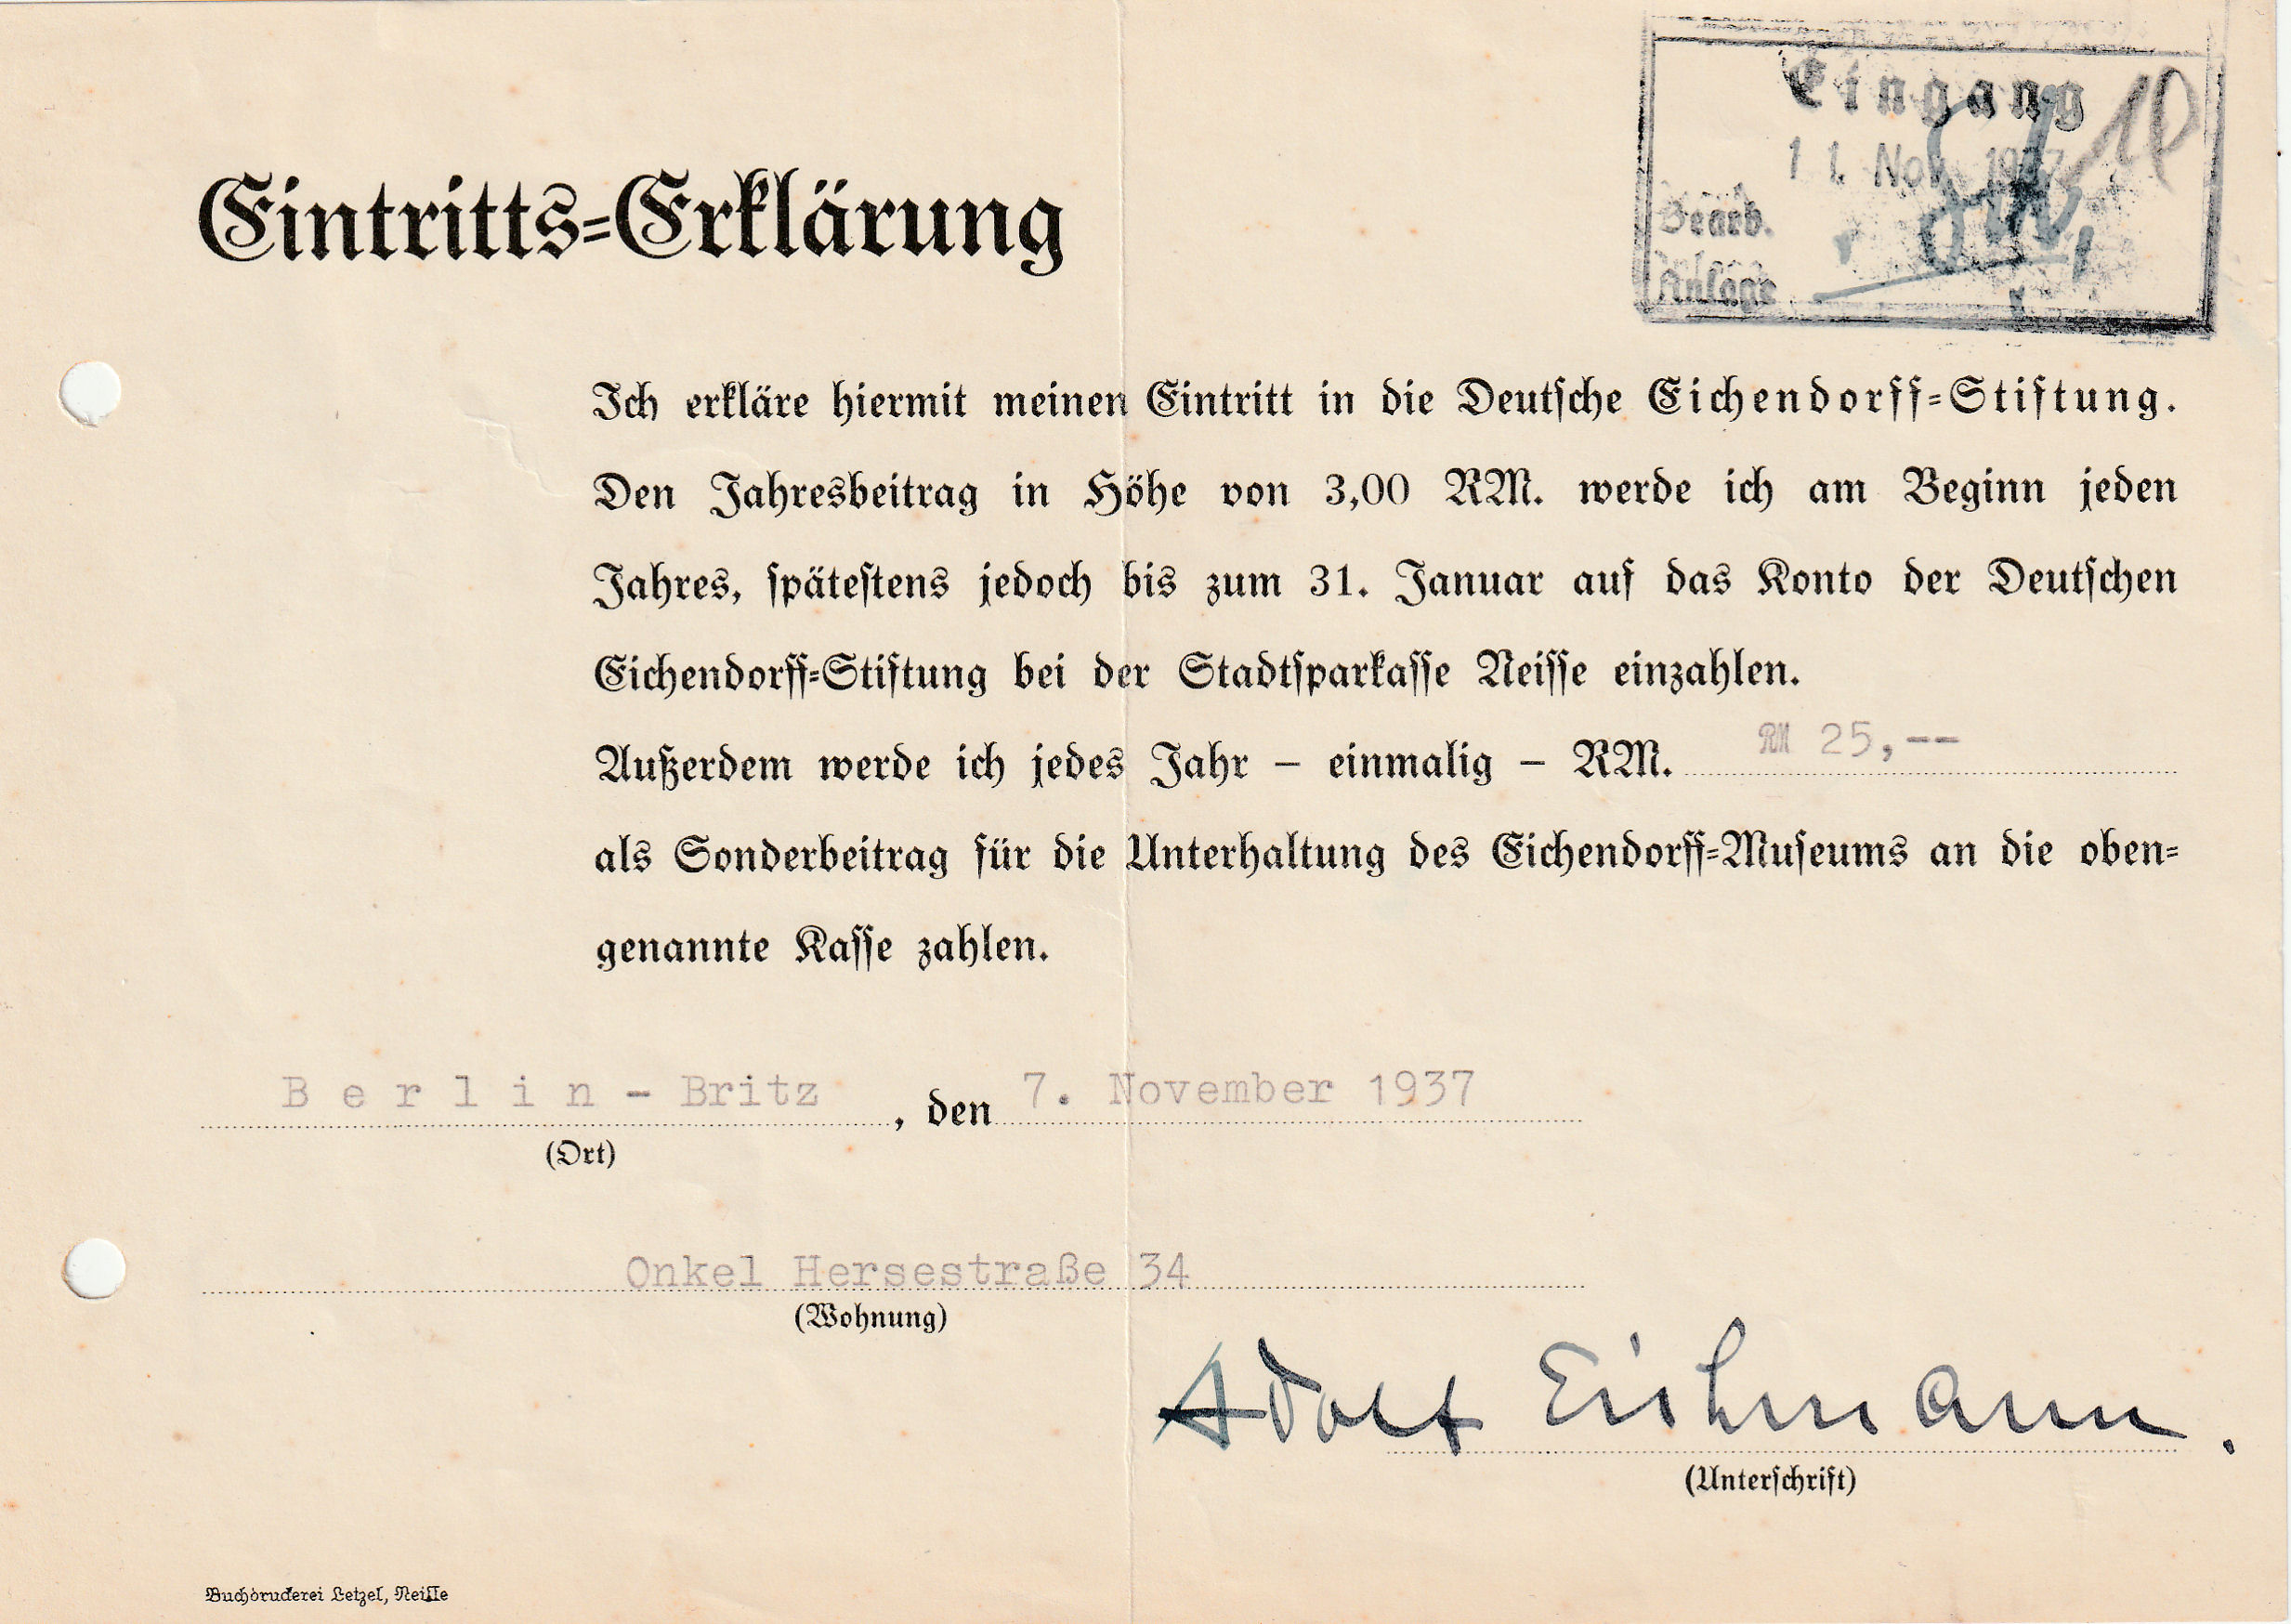 Eingang
11. Nov. 1937
Bearb.
Anlage
Eintritts-Erklärung
Ich erkläre hiermit meinen Eintritt in die Deutsche Eichendorff-Stiftung.
Den Jahresbeitrag in Höhe von 3,00 RM. werde ich am Beginn jeden
Jahres, spätestens jedoch bis zum 31. Januar auf das Konto der Deutschen
Eichendorff-Stiftung bei der Stadtsparkasse Neisse einzahlen.
Außerdem werde ich jedes Jahr – einmalig – RM. RM 25,--
als Sonderbeitrag für die Unterhaltung des Eichendorff-Museums an die oben-
genannte Kasse zahlen.
Berlin - Britz, den 7. November 1937
(Ort)
Onkel Hersestraße 34
(Wohnung)
Adolf Eichmann.
(Unterschrift)
Buchdruckerei Letzel, Neisse